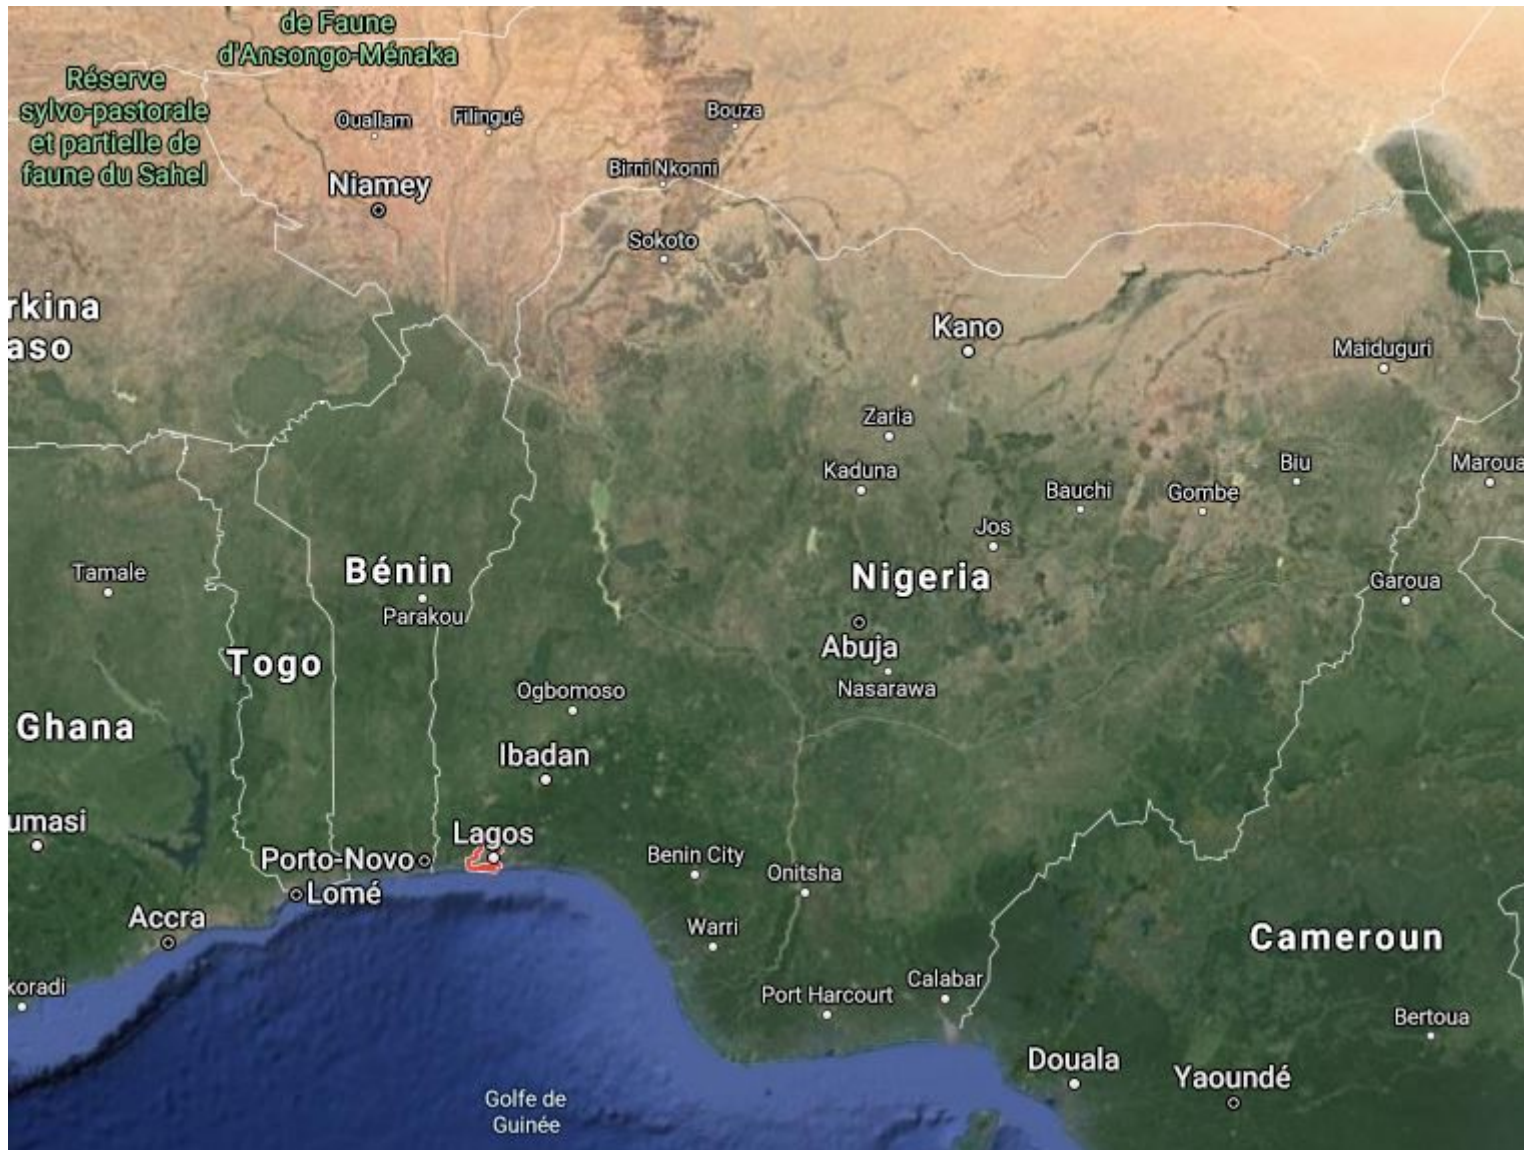 de Faune
d'Ansongo-Ménaka
Réserve
sylvo-pastorale
et partielle de
faune du Sahel
Ouallam
Filingué
Bouza
Birni Nkonni
Niamey
Sokoto
rkina
aso
Kano
Maiduguri
Zaria
Kaduna
Biu
Maroua
Bauchi
Gombe
Jos
Tamale
Bénin
Nigeria
Garoua
Parakou
Togo
Abuja
Nasarawa
Ogbomoso
Ghana
Ibadan
umasi
Lagos
Porto-Novo
Benin City
Onitsha
Lomé
Accra
Warri
Cameroun
koradi
Calabar
Port Harcourt
Bertoua
Douala
Yaoundé
Golfe de
Guinée